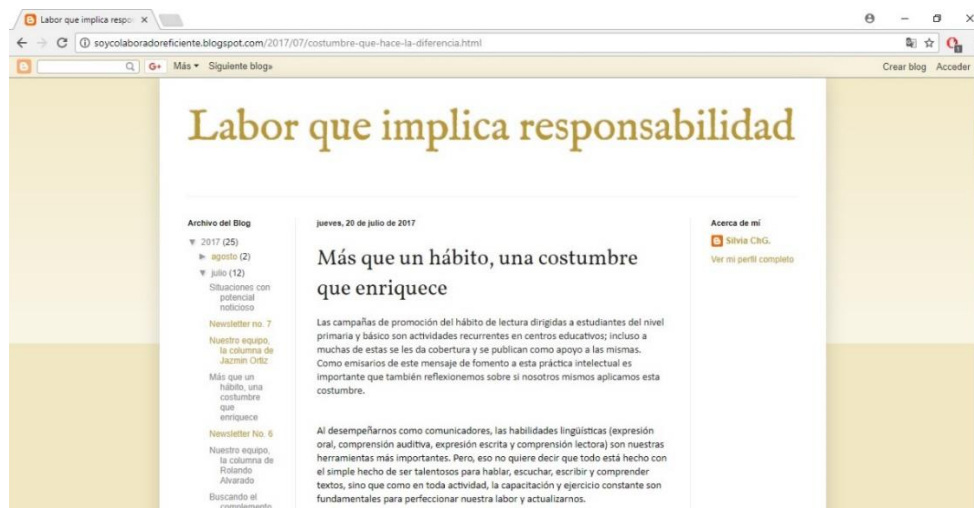 Labor que implica respon
soycolaboradoreficiente.blogspot.com/2017/07/costumbre-que-hace-la-diferencia.html
G+ Más Siguiente blog» Crear blog Acceder
Labor que implica responsabilidad
Archivo del Blog
▼ 2017 (25)
► agosto (2)
▼ julio (12)
Situaciones con
potencial
noticioso
Newsletter no. 7
Nuestro equipo,
la columna de
Jazmin Ortiz
Más que un
hábito, una
costumbre
que
enriquece
Newsletter No. 6
Nuestro equipo,
la columna de
Rolando
Alvarado
Buscando el
complemento
jueves, 20 de julio de 2017
Más que un hábito, una costumbre
que enriquece
Las campañas de promoción del hábito de lectura dirigidas a estudiantes del nivel
primaria y básico son actividades recurrentes en centros educativos; incluso a
muchas de estas se les da cobertura y se publican como apoyo a las mismas.
Como emisarios de este mensaje de fomento a esta práctica intelectual es
importante que también reflexionemos sobre si nosotros mismos aplicamos esta
costumbre.
Al desempeñarnos como comunicadores, las habilidades lingüísticas (expresión
oral, comprensión auditiva, expresión escrita y comprensión lectora) son nuestras
herramientas más importantes. Pero, eso no quiere decir que todo está hecho con
el simple hecho de ser talentosos para hablar, escuchar, escribir y comprender
textos, sino que como en toda actividad, la capacitación y ejercicio constante son
fundamentales para perfeccionar nuestra labor y actualizarnos.
Acerca de mí
Silvia ChG.
Ver mi perfil completo